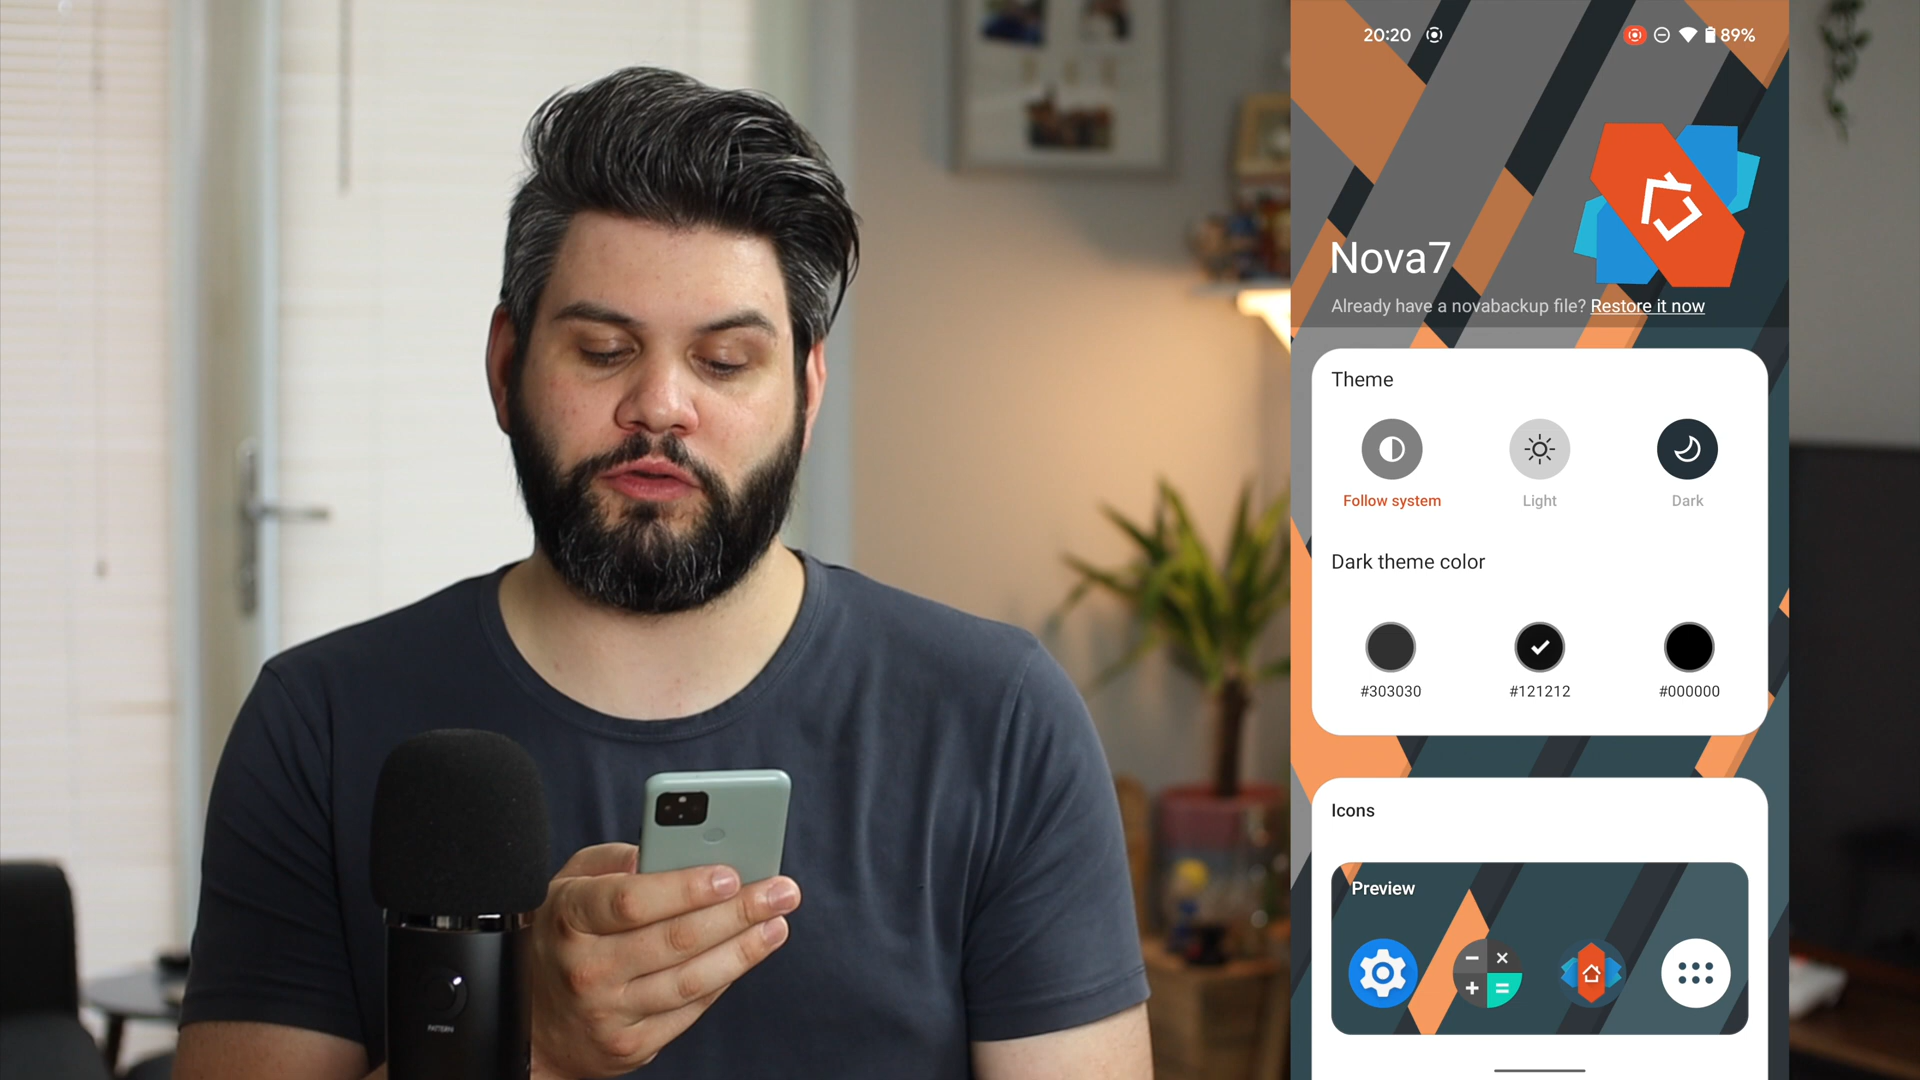 20:20
89%
Nova7
Already have a novabackup file? Restore it now
Theme
Follow system
Light
Dark
Dark theme color
#303030
#121212
#000000
Icons
Preview
PATTERN